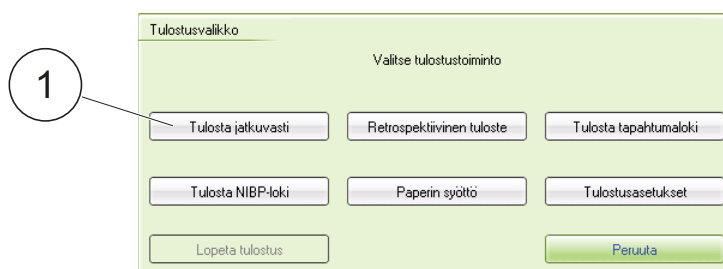 Tulostusvalikko
Valitse tulostustoiminto
1
Tulosta jatkuvasti
Retrospektiivinen tuloste
Tulosta tapahtumaloki
Tulosta NIBP-loki
Paperin syöttö
Tulostusasetukset
Lopeta tulostus
Peruuta